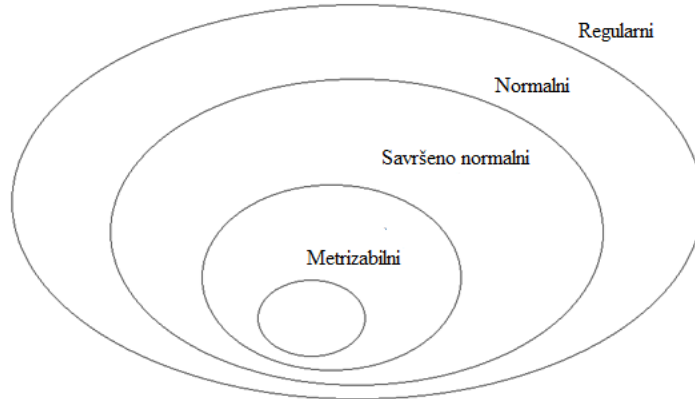 Regularni
Normalni
Savršeno normalni
Metrizabilni